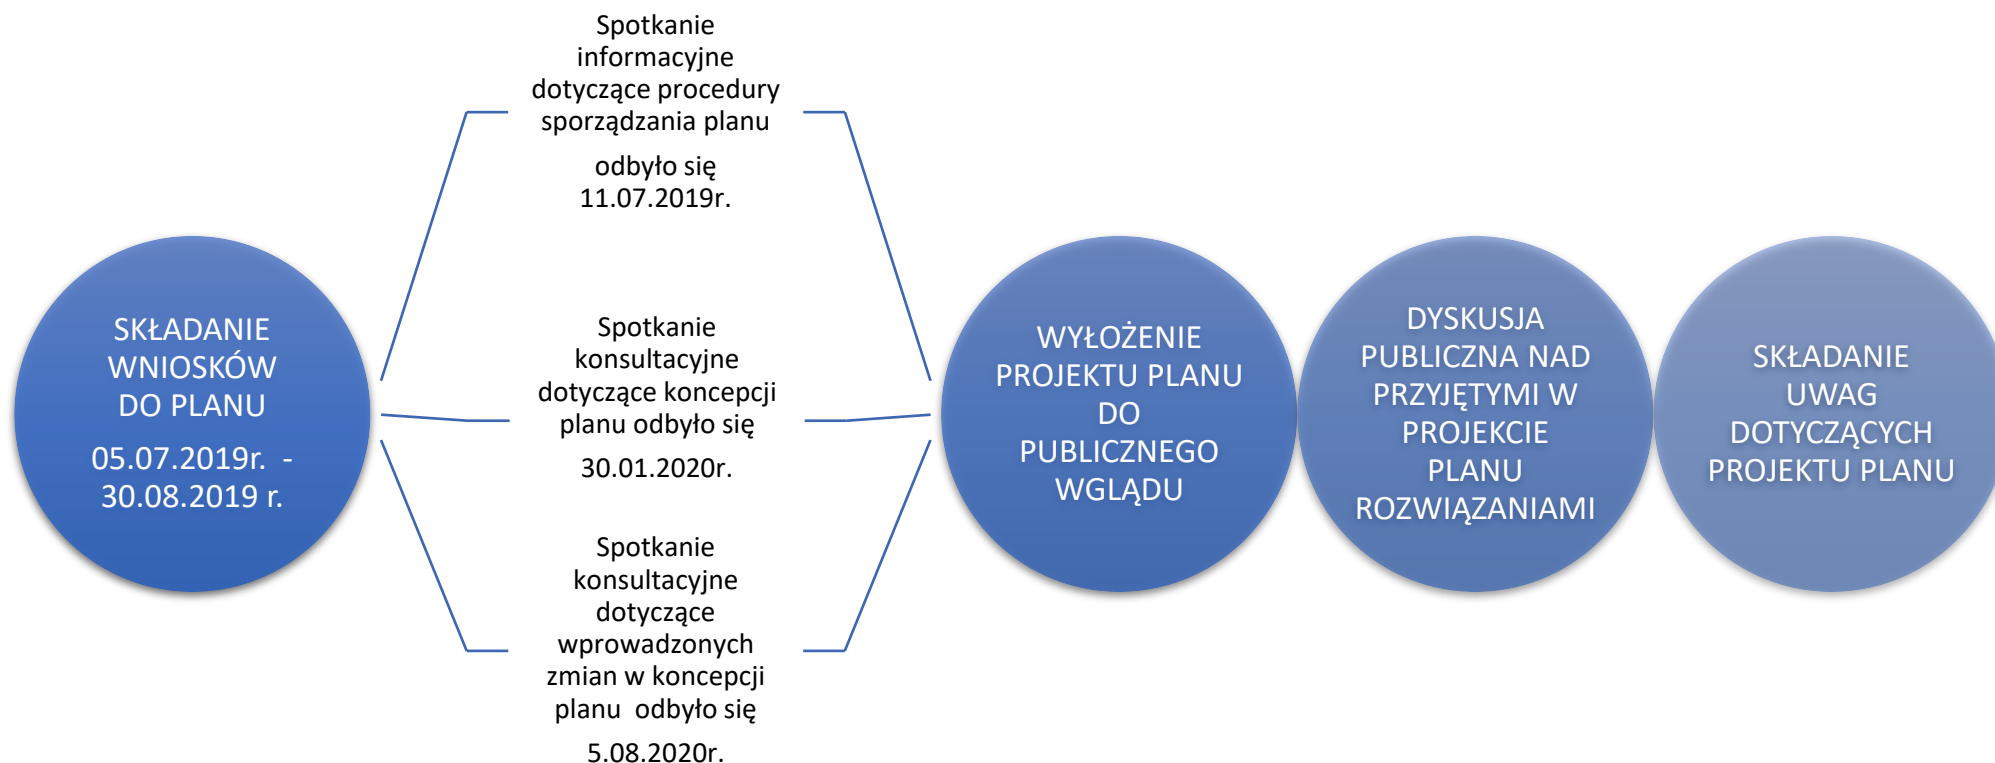 SKŁADANIE
WNIOSKÓW
DO PLANU
05.07.2019r.  -
30.08.2019 r.
Spotkanie
informacyjne
dotyczące procedury
sporządzania planu
odbyło się
11.07.2019r.
Spotkanie
konsultacyjne
dotyczące koncepcji
planu odbyło się
30.01.2020r.
Spotkanie
konsultacyjne
dotyczące
wprowadzonych
zmian w koncepcji
planu  odbyło się
5.08.2020r.
WYŁOŻENIE
PROJEKTU PLANU
DO
PUBLICZNEGO
WGLĄDU
DYSKUSJA
PUBLICZNA NAD
PRZYJĘTYMI W
PROJEKCIE
PLANU
ROZWIĄZANIAMI
SKŁADANIE
UWAG
DOTYCZĄCYCH
PROJEKTU PLANU